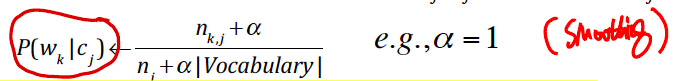 P(w_k|c_j) ← (n_{k,j} + α) / (n_j + α|Vocabulary|) e.g., α = 1 (Smoothing)